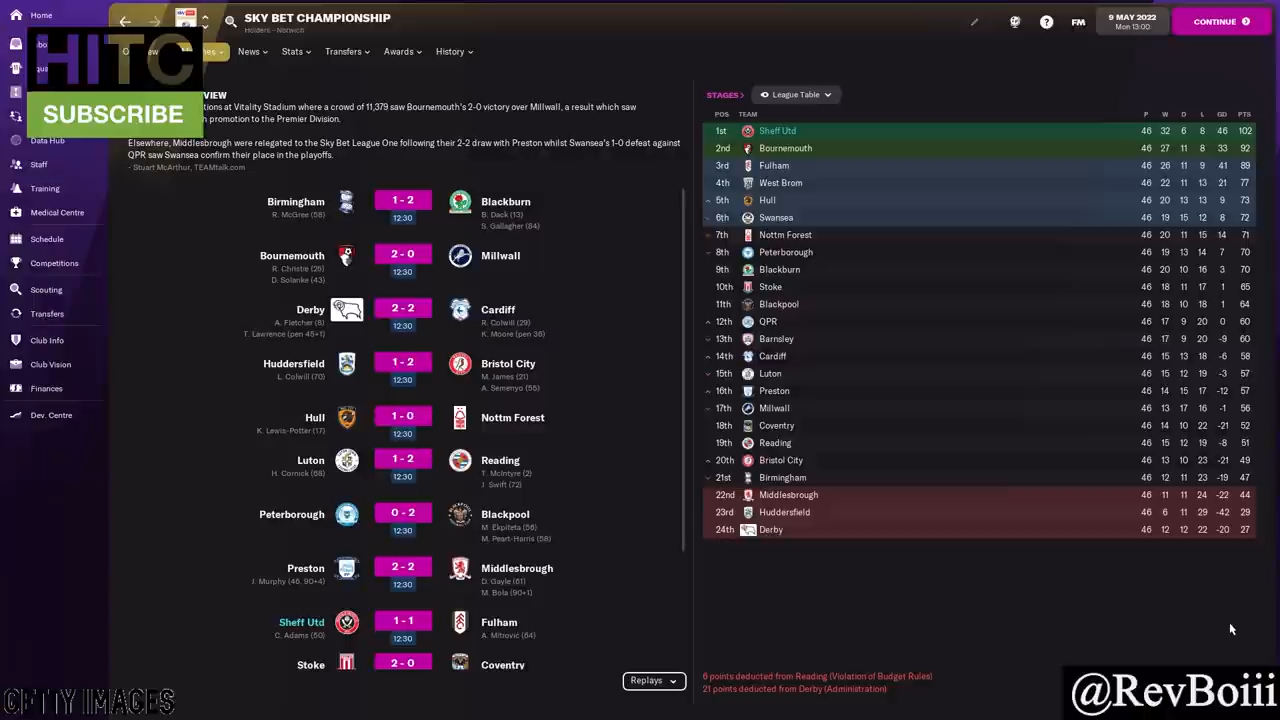 Home
SKY BET CHAMPIONSHIP
Holders - Norwich
FM
9 MAY 2022
Mon 13:00
CONTINUE
HITC
SUBSCRIBE
News
Stats
Transfers
Awards
History
VIEW
tions at Vitality Stadium where a crowd of 11,379 saw Bournemouth's 2-0 victory over Millwall, a result which saw
h promotion to the Premier Division.
Elsewhere, Middlesbrough were relegated to the Sky Bet League One following their 2-2 draw with Preston whilst Swansea's 1-0 defeat against
QPR saw Swansea confirm their place in the playoffs.
- Stuart McArthur, TEAMtalk.com
Data Hub
Staff
Training
Medical Centre
Schedule
Competitions
Scouting
Transfers
Club Info
Club Vision
Finances
Dev. Centre
Birmingham 1 - 2 Blackburn
R. McGree (58) 12:30 B. Dack (13)
S. Gallagher (84)
Bournemouth 2 - 0 Millwall
R. Christie (25) 12:30
D. Solanke (43)
Derby 2 - 2 Cardiff
A. Fletcher (8) 12:30 R. Colwill (29)
T. Lawrence (pen 45+1) K. Moore (pen 36)
Huddersfield 1 - 2 Bristol City
L. Colwill (70) 12:30 M. James (21)
A. Semenyo (55)
Hull 1 - 0 Nottm Forest
K. Lewis-Potter (17) 12:30
Luton 1 - 2 Reading
H. Cornick (68) 12:30 T. McIntyre (2)
J. Swift (72)
Peterborough 0 - 2 Blackpool
12:30 M. Ekpiteta (56)
M. Peart-Harris (58)
Preston 2 - 2 Middlesbrough
J. Murphy (46, 90+4) 12:30 D. Gayle (61)
M. Bola (90+1)
Sheff Utd 1 - 1 Fulham
C. Adams (50) 12:30 A. Mitrović (64)
Stoke 2 - 0 Coventry
Replays
STAGES> League Table
POS TEAM P W D L GD PTS
1st Sheff Utd 46 32 6 8 46 102
2nd Bournemouth 46 27 11 8 33 92
3rd Fulham 46 26 11 9 41 89
4th West Brom 46 22 11 13 21 77
5th Hull 46 20 13 13 9 73
6th Swansea 46 19 15 12 8 72
7th Nottm Forest 46 20 11 15 14 71
8th Peterborough 46 19 13 14 7 70
9th Blackburn 46 20 10 16 3 70
10th Stoke 46 18 11 17 1 65
11th Blackpool 46 18 10 18 1 64
12th QPR 46 17 9 20 0 60
13th Barnsley 46 17 9 20 -9 60
14th Cardiff 46 15 13 18 -6 58
15th Luton 46 15 12 19 -3 57
16th Preston 46 14 15 17 -12 57
17th Millwall 46 13 17 16 -1 56
18th Coventry 46 14 10 22 -21 52
19th Reading 46 15 12 19 -8 51
20th Bristol City 46 13 10 23 -21 49
21st Birmingham 46 12 11 23 -19 47
22nd Middlesbrough 46 11 11 24 -22 44
23rd Huddersfield 46 6 11 29 -42 29
24th Derby 46 12 12 22 -20 27
6 points deducted from Reading (Violation of Budget Rules)
21 points deducted from Derby (Administration)
GETTY IMAGES
@RevBoiii